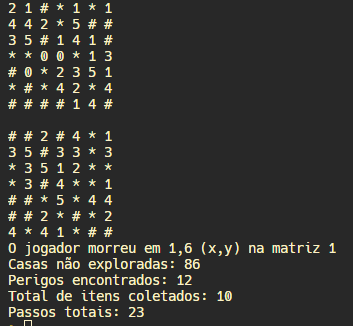 2 1 # * 1 * 1
4 4 2 * 5 # #
3 5 # 1 4 1 #
* * 0 0 * 1 3
# 0 * 2 3 5 1
* # * 4 2 * 4
# # # # 1 4 #

# # 2 # 4 * 1
3 5 # 3 3 * 3
* 3 5 1 2 * *
* 3 # 4 * * 1
# # * 5 * 4 4
# # 2 * # * 2
4 * 4 1 * # #
O jogador morreu em 1,6 (x,y) na matriz 1
Casas não exploradas: 86
Perigos encontrados: 12
Total de itens coletados: 10
Passos totais: 23